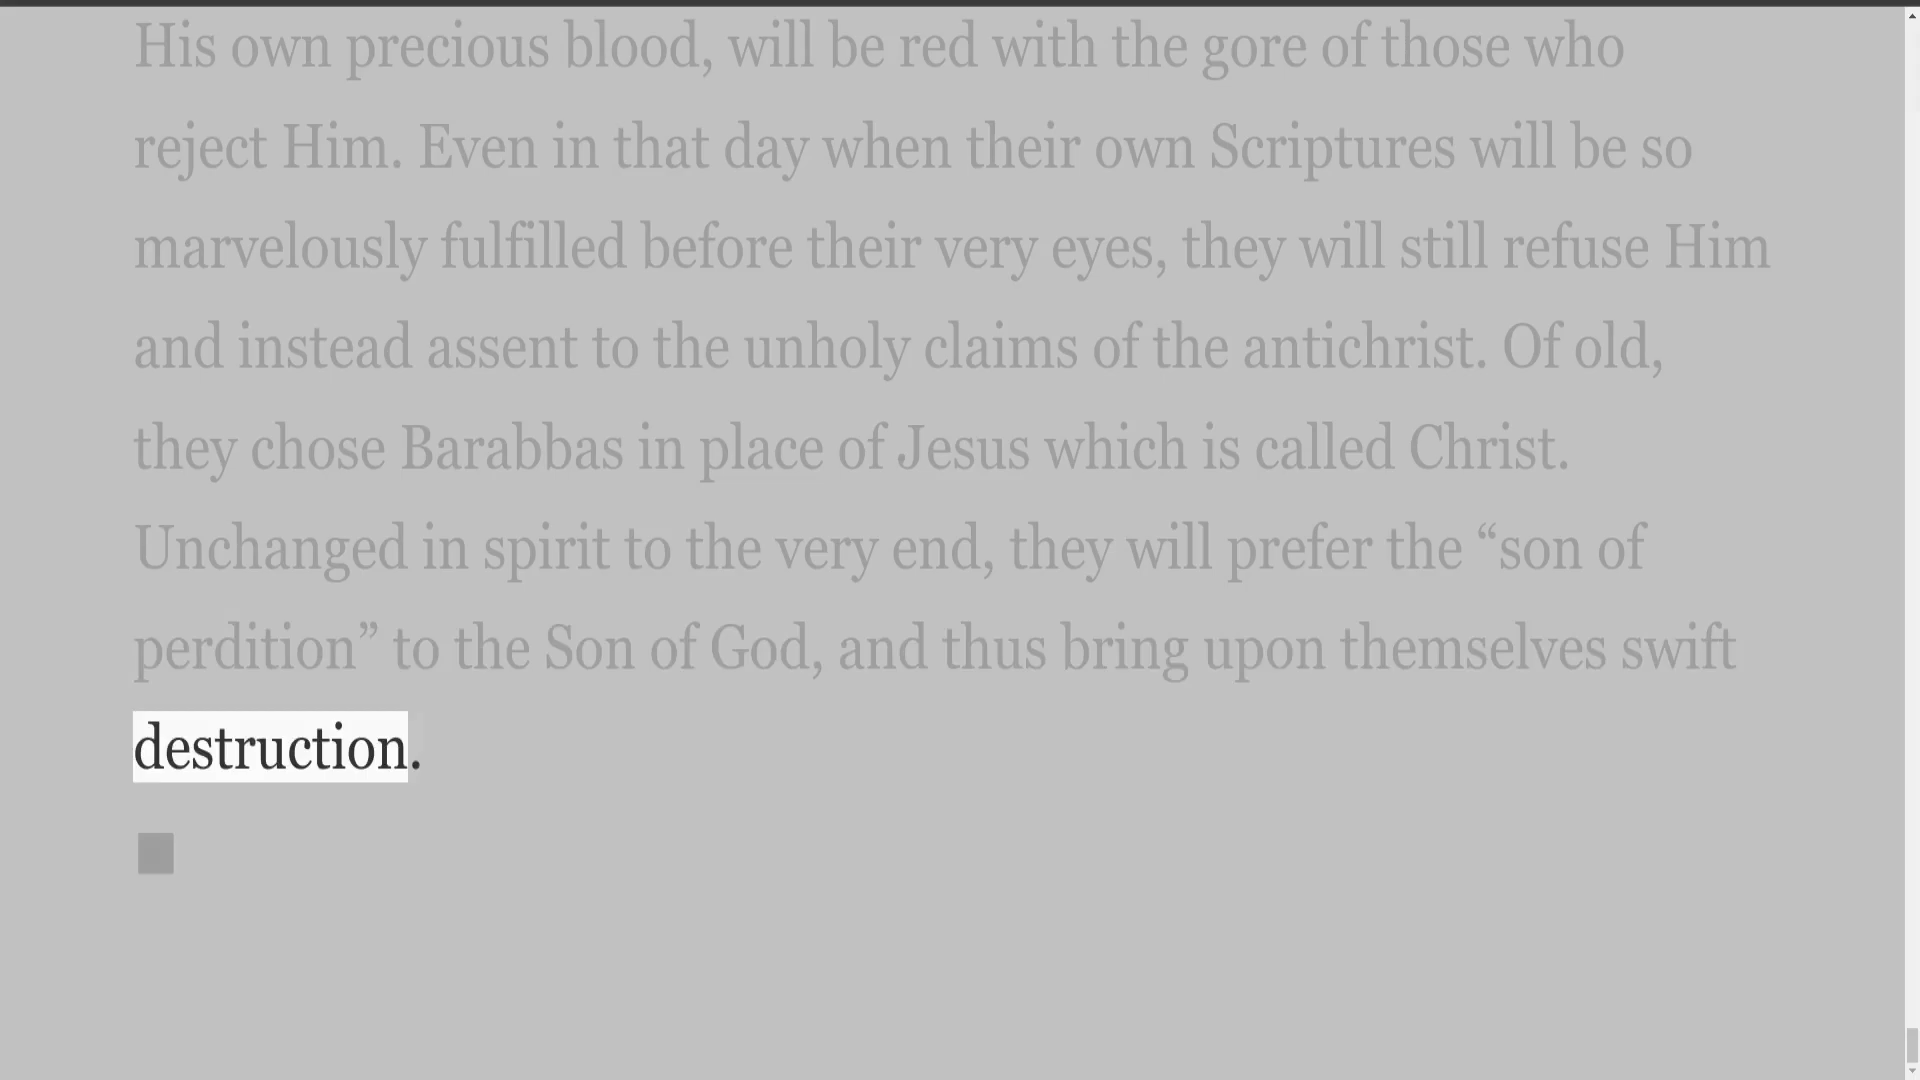 His own precious blood, will be red with the gore of those who
reject Him. Even in that day when their own Scriptures will be so
marvelously fulfilled before their very eyes, they will still refuse Him
and instead assent to the unholy claims of the antichrist. Of old,
they chose Barabbas in place of Jesus which is called Christ.
Unchanged in spirit to the very end, they will prefer the “son of
perdition” to the Son of God, and thus bring upon themselves swift
destruction.